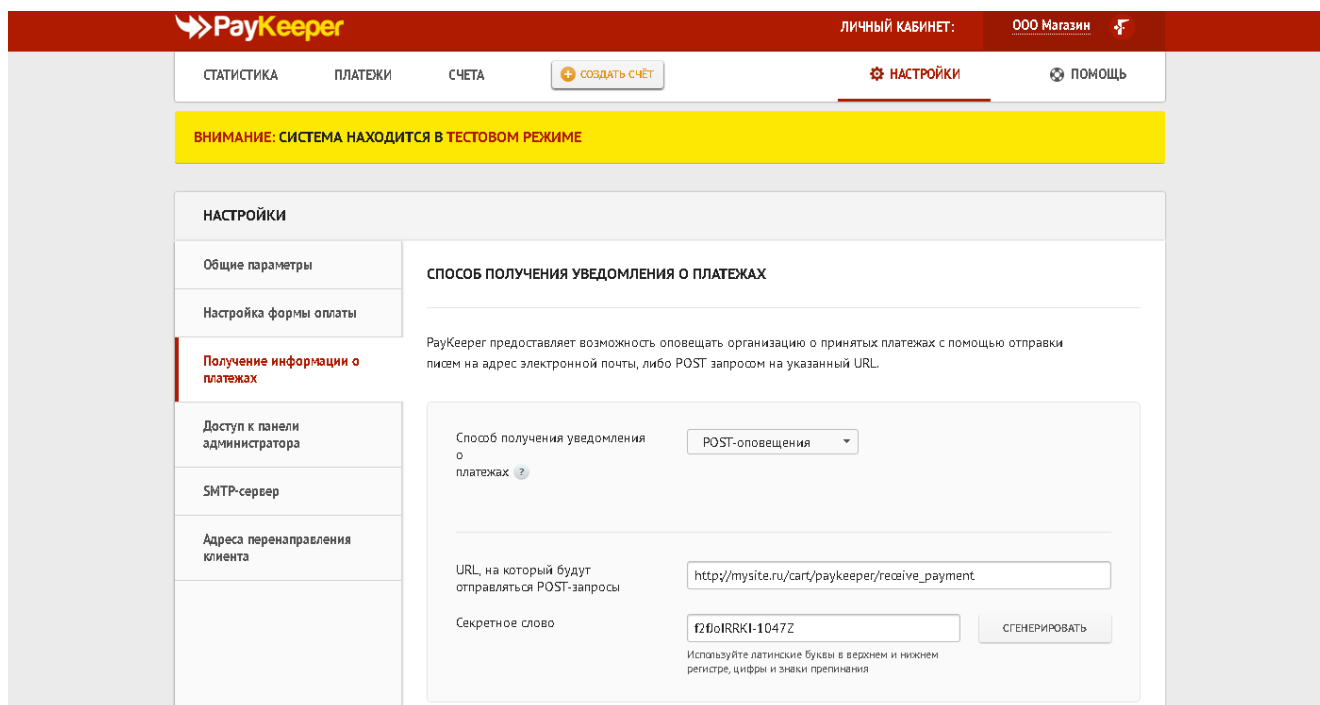 PayKeeper
ЛИЧНЫЙ КАБИНЕТ:
ООО Магазин
СТАТИСТИКА
ПЛАТЕЖИ
СЧЕТА
СОЗДАТЬ СЧЁТ
НАСТРОЙКИ
ПОМОЩЬ
ВНИМАНИЕ: СИСТЕМА НАХОДИТСЯ В ТЕСТОВОМ РЕЖИМЕ
НАСТРОЙКИ
Общие параметры
Настройка формы оплаты
Получение информации о
платежах
Доступ к панели
администратора
SMTP-сервер
Адреса перенаправления
клиента
СПОСОБ ПОЛУЧЕНИЯ УВЕДОМЛЕНИЯ О ПЛАТЕЖАХ
PayKeeper предоставляет возможность оповещать организацию о принятых платежах с помощью отправки
писем на адрес электронной почты, либо POST запросом на указанный URL.
Способ получения уведомления
о
платежах ?
POST-оповещения
URL, на который будут
отправляться POST-запросы
http://mysite.ru/cart/paykeeper/receive_payment
Секретное слово
СГЕНЕРИРОВАТЬ
Используйте латинские буквы в верхнем и нижнем
регистре, цифры и знаки препинания